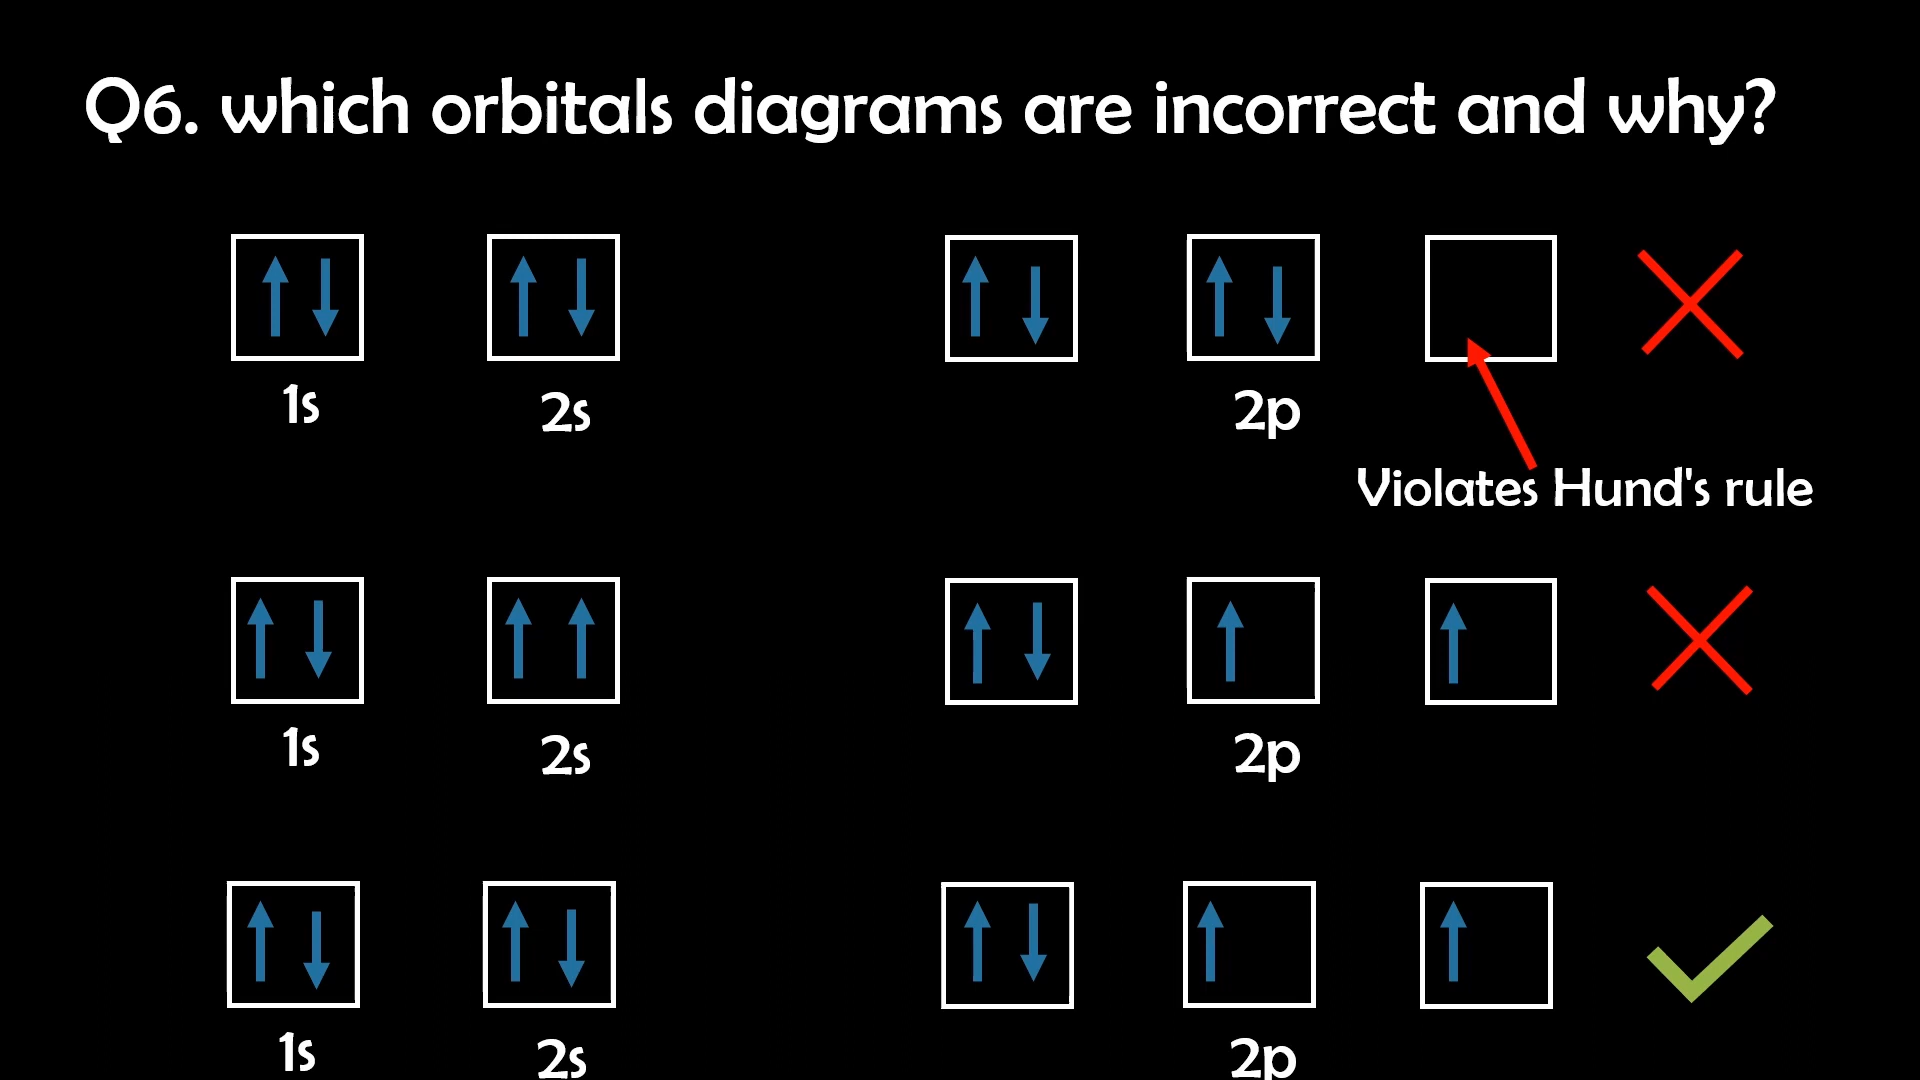 Q6. which orbitals diagrams are incorrect and why?
1s 2s 2p
Violates Hund's rule
1s 2s 2p
1s 2s 2p